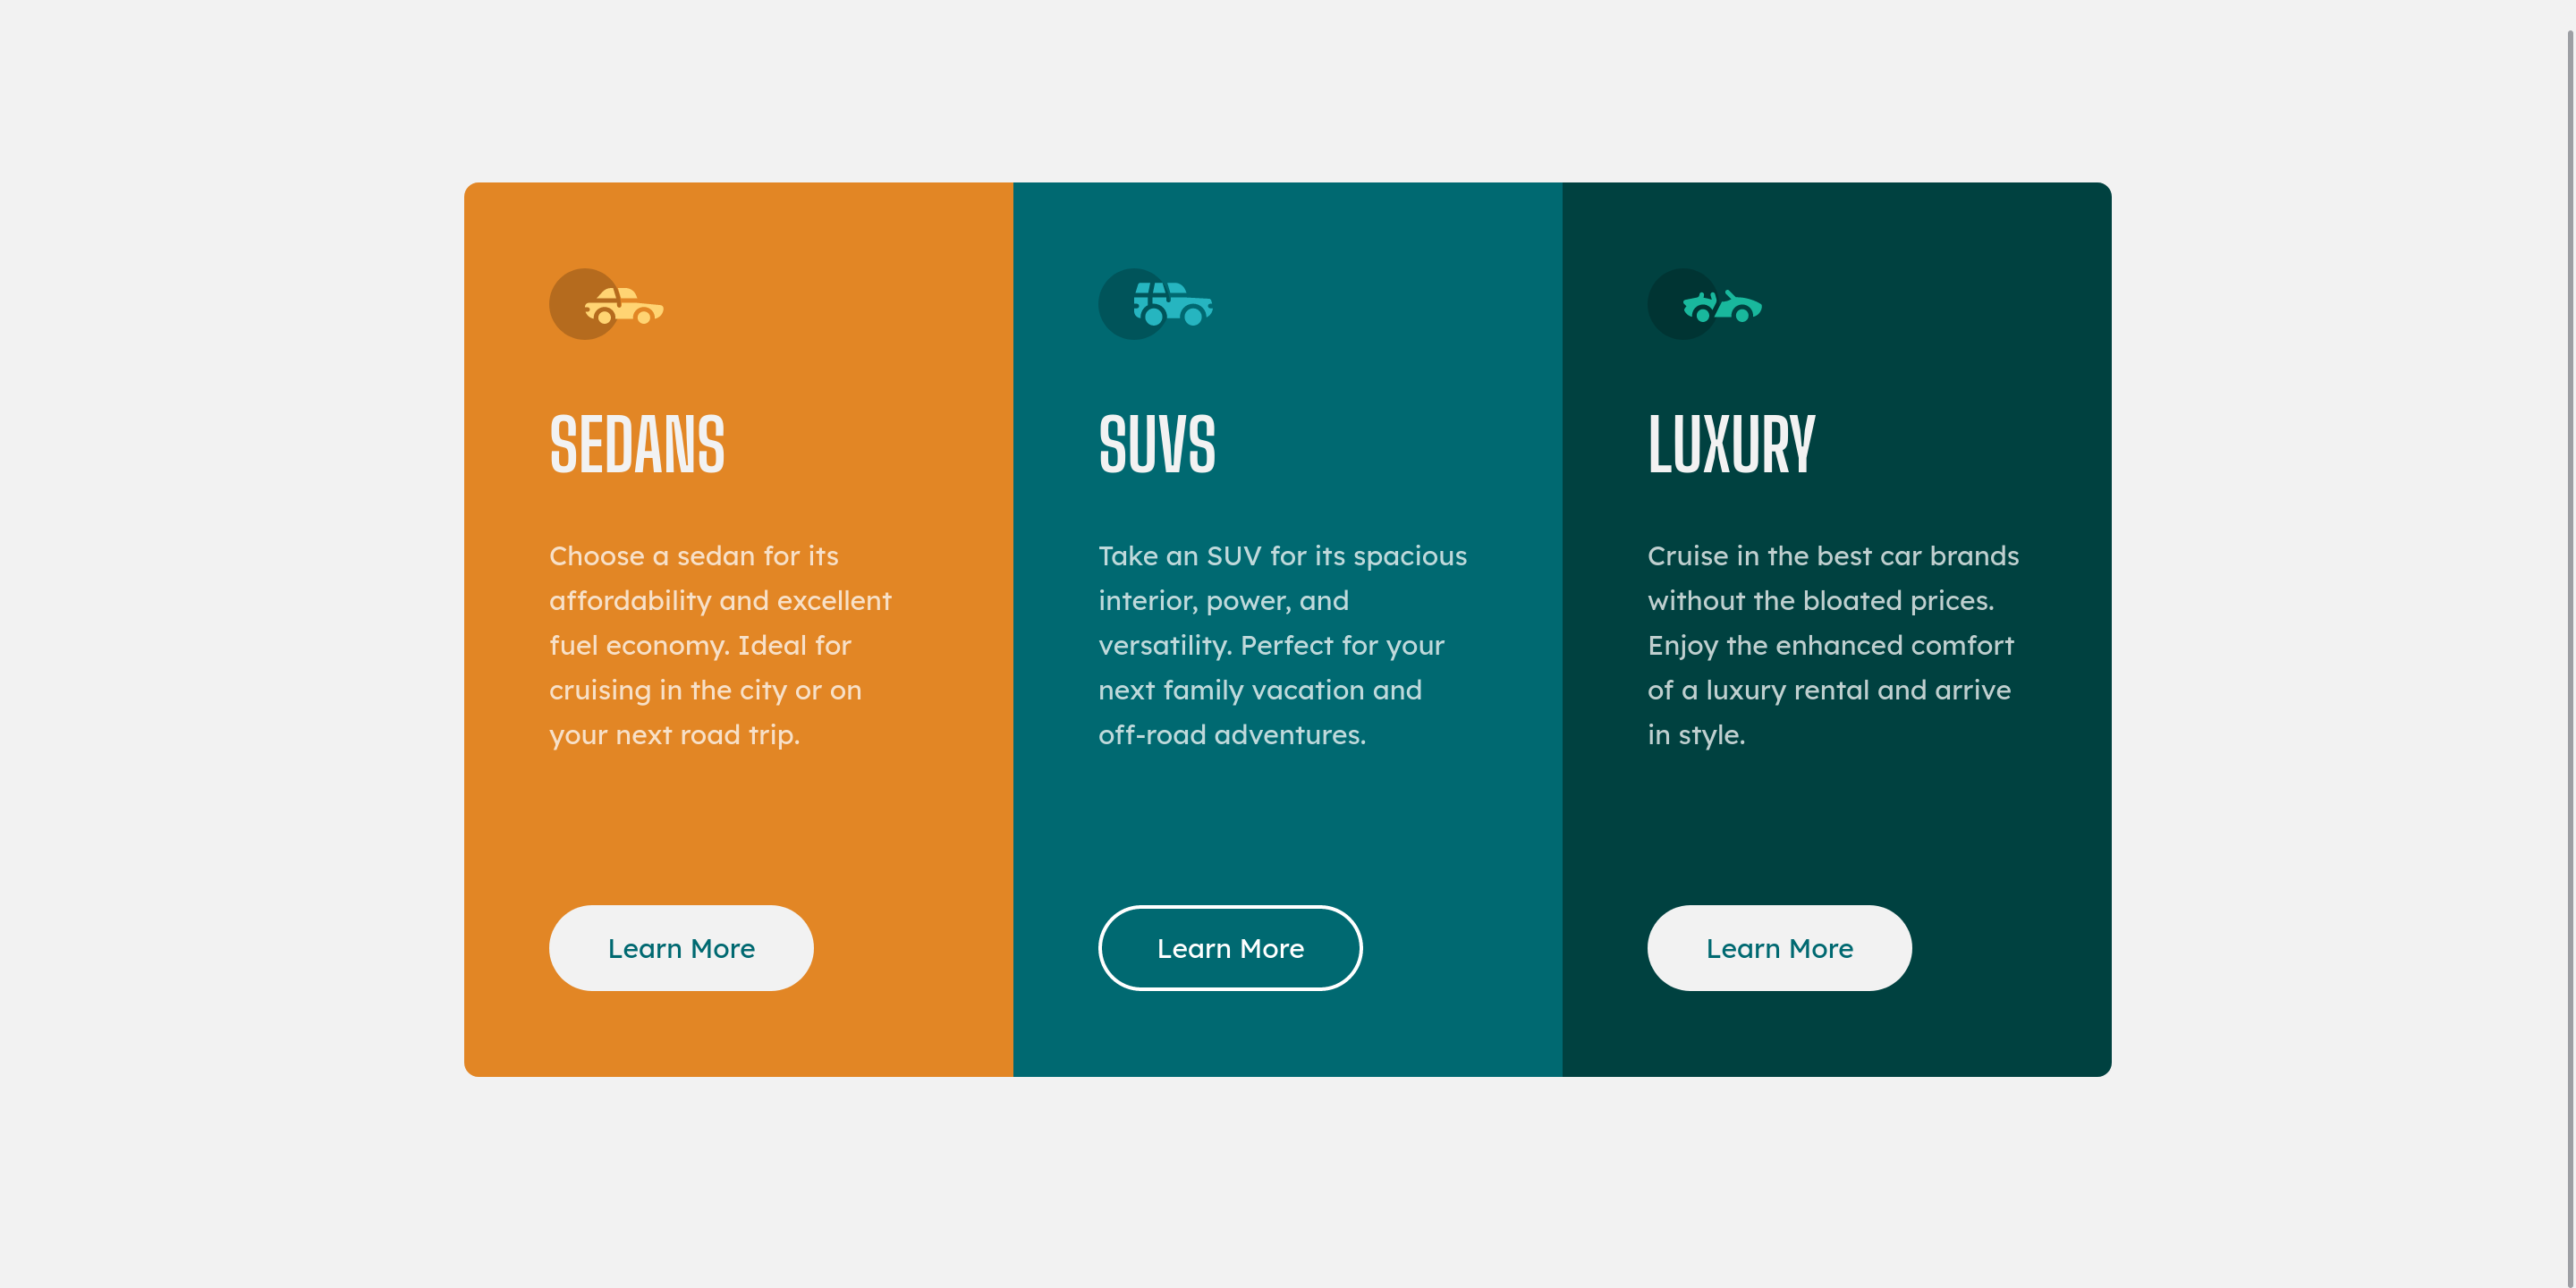 SEDANS
Choose a sedan for its
affordability and excellent
fuel economy. Ideal for
cruising in the city or on
your next road trip.
Learn More
SUVS
Take an SUV for its spacious
interior, power, and
versatility. Perfect for your
next family vacation and
off-road adventures.
Learn More
LUXURY
Cruise in the best car brands
without the bloated prices.
Enjoy the enhanced comfort
of a luxury rental and arrive
in style.
Learn More